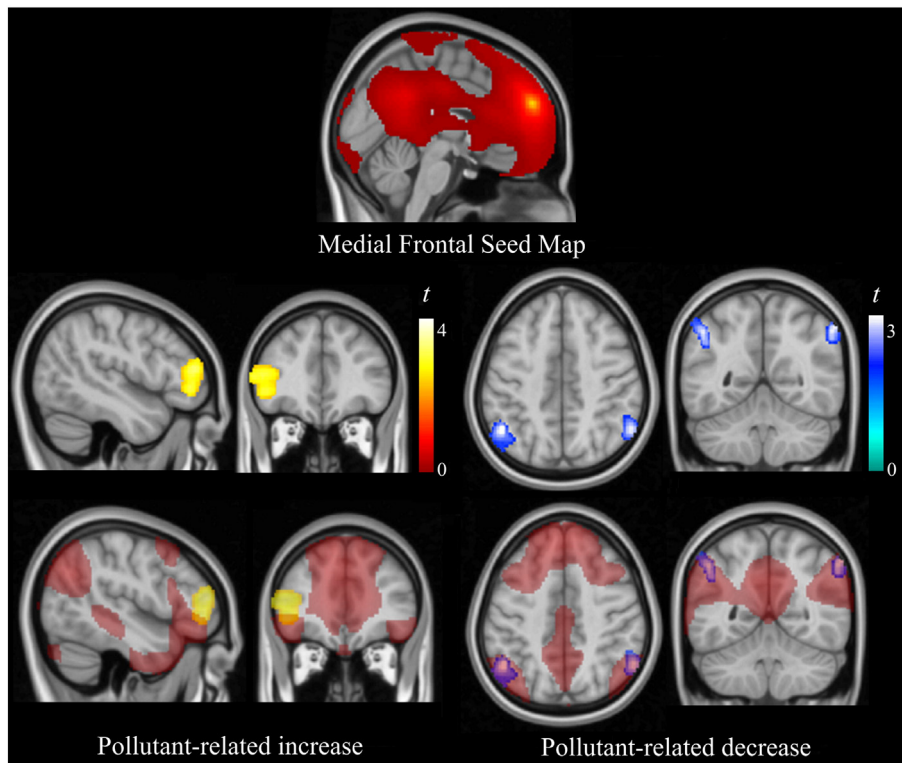 Medial Frontal Seed Map
t
4
0
t
3
0
Pollutant-related increase
Pollutant-related decrease